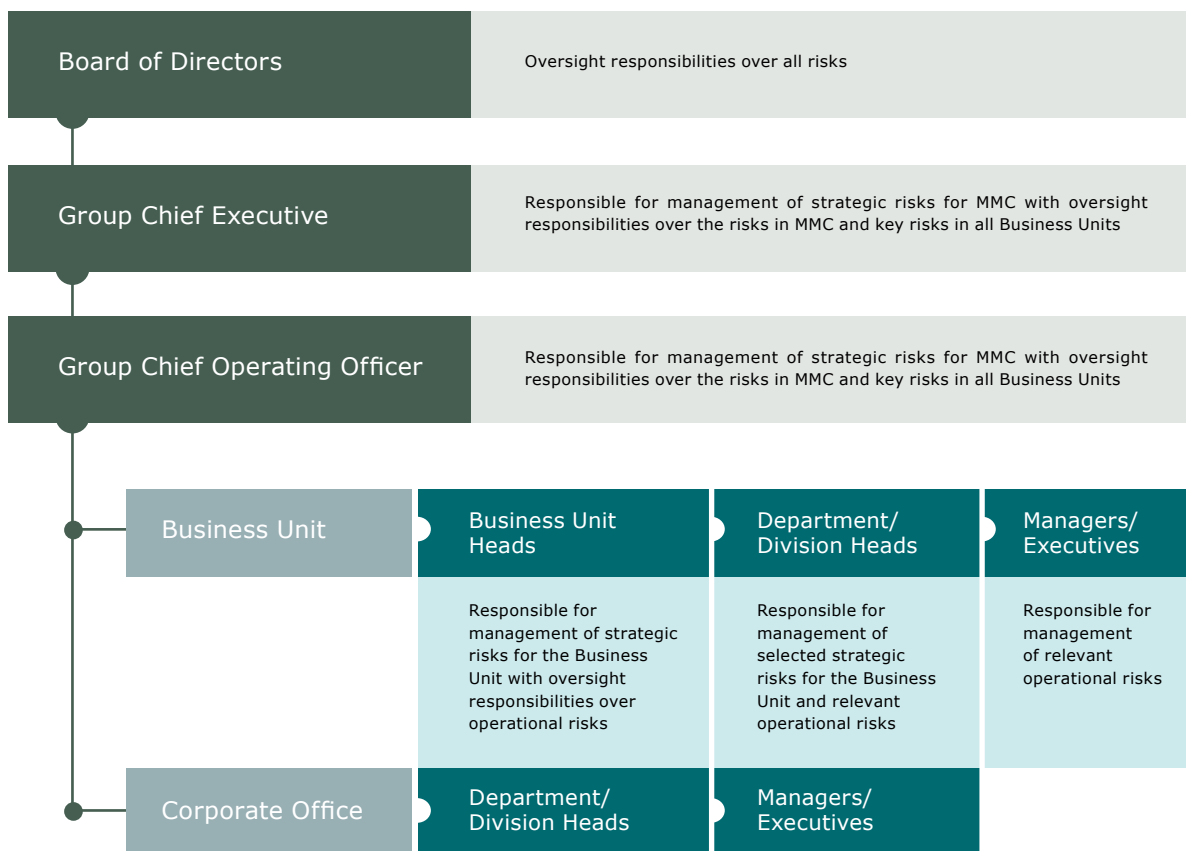 Board of Directors
Oversight responsibilities over all risks
Group Chief Executive
Responsible for management of strategic risks for MMC with oversight
responsibilities over the risks in MMC and key risks in all Business Units
Group Chief Operating Officer
Responsible for management of strategic risks for MMC with oversight
responsibilities over the risks in MMC and key risks in all Business Units
Business Unit
Business Unit
Heads
Responsible for
management of strategic
risks for the Business
Unit with oversight
responsibilities over
operational risks
Department/
Division Heads
Responsible for
management of
selected strategic
risks for the Business
Unit and relevant
operational risks
Managers/
Executives
Responsible for
management
of relevant
operational risks
Corporate Office
Department/
Division Heads
Managers/
Executives